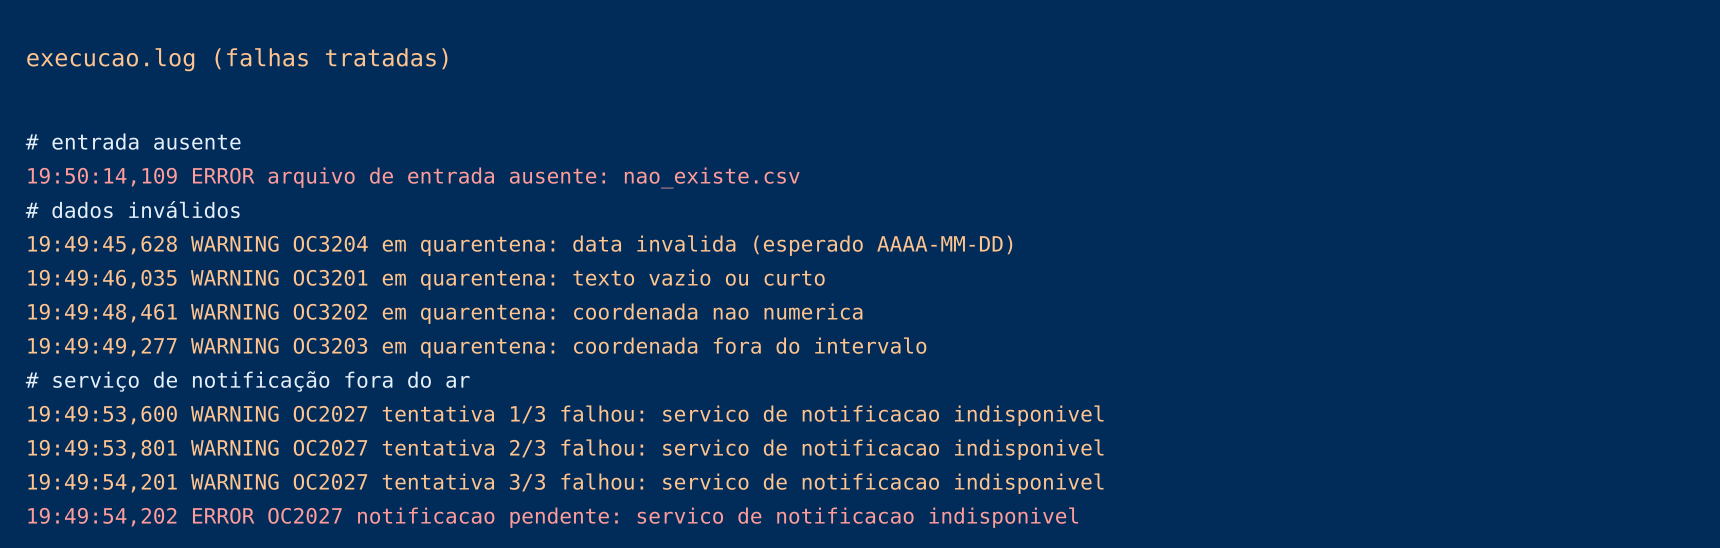 execucao.log (falhas tratadas)
# entrada ausente
19:50:14,109 ERROR arquivo de entrada ausente: nao_existe.csv
# dados inválidos
19:49:45,628 WARNING OC3204 em quarentena: data invalida (esperado AAAA-MM-DD)
19:49:46,035 WARNING OC3201 em quarentena: texto vazio ou curto
19:49:48,461 WARNING OC3202 em quarentena: coordenada nao numerica
19:49:49,277 WARNING OC3203 em quarentena: coordenada fora do intervalo
# serviço de notificação fora do ar
19:49:53,600 WARNING OC2027 tentativa 1/3 falhou: servico de notificacao indisponivel
19:49:53,801 WARNING OC2027 tentativa 2/3 falhou: servico de notificacao indisponivel
19:49:54,201 WARNING OC2027 tentativa 3/3 falhou: servico de notificacao indisponivel
19:49:54,202 ERROR OC2027 notificacao pendente: servico de notificacao indisponivel